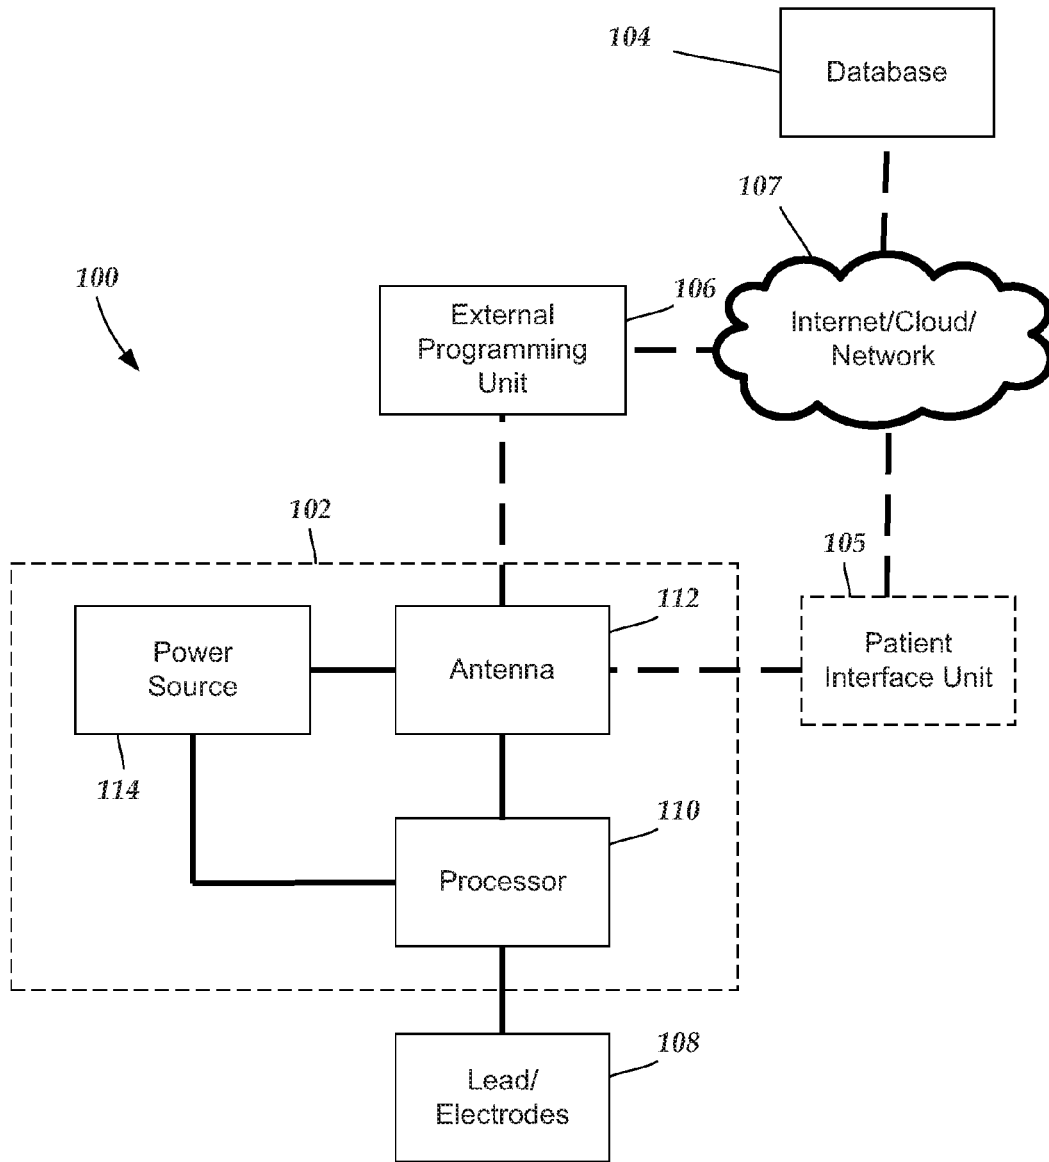 104
Database
107
100
106
External
Programming
Unit
Internet/Cloud/
Network
102
105
112
Power
Source
Antenna
Patient
Interface Unit
114
110
Processor
108
Lead/
Electrodes